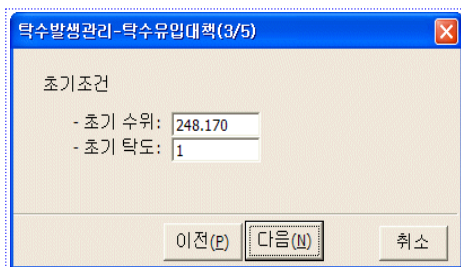 탁수발생관리-탁수유입대책(3/5)
초기조건
- 초기 수위: 248.170
- 초기 탁도: 1
이전(P) 다음(N) 취소